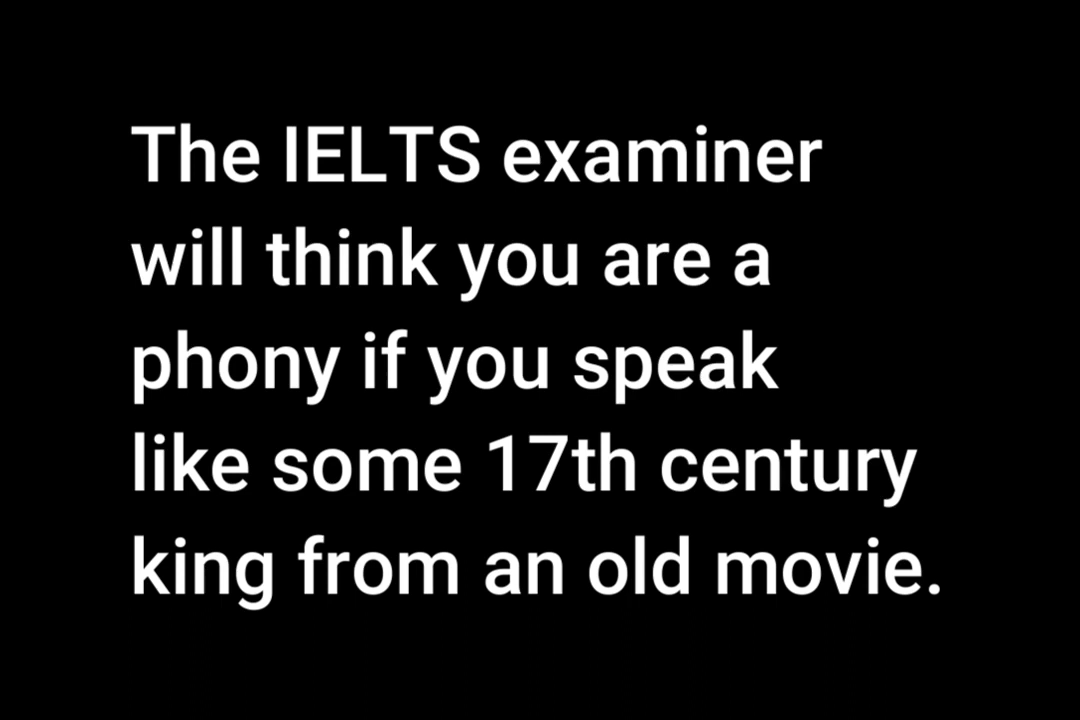 The IELTS examiner
will think you are a
phony if you speak
like some 17th century
king from an old movie.